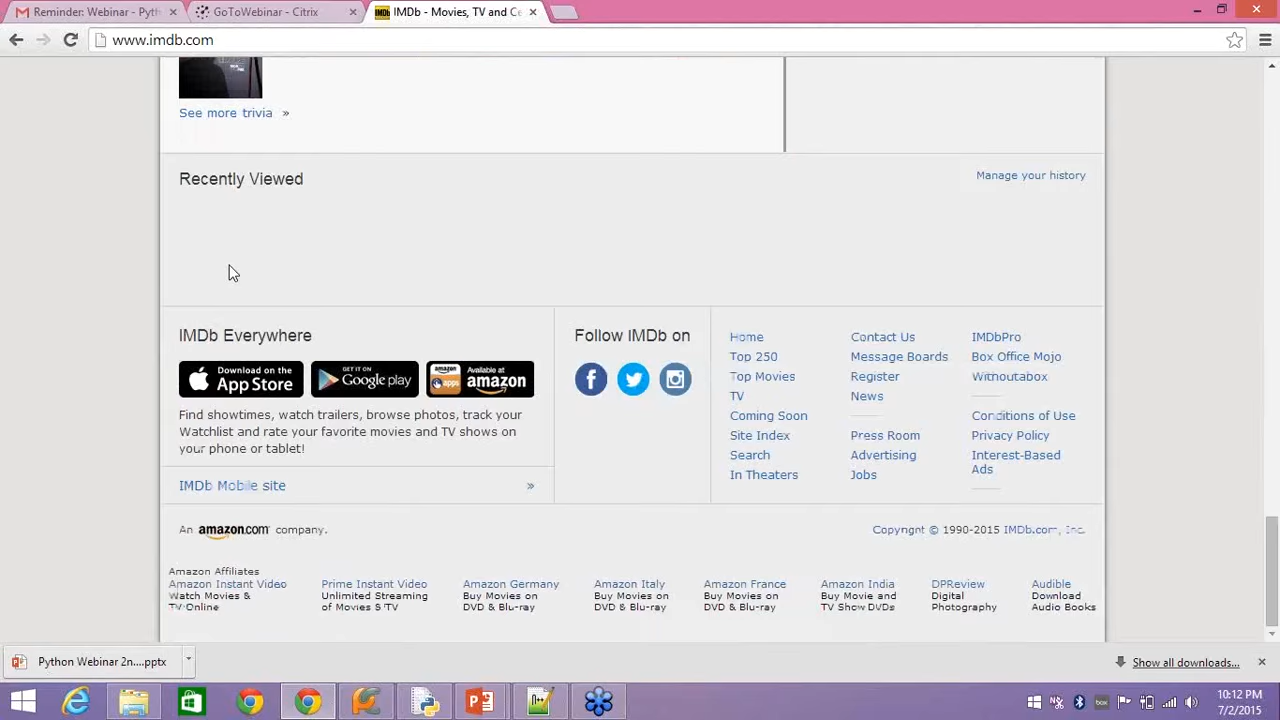 Reminder: Webinar - Pyth
GoToWebinar - Citrix
IMDb - Movies, TV and Ce
www.imdb.com
See more trivia »
Recently Viewed
Manage your history
IMDb Everywhere
Download on the
App Store
GET IT ON
Google play
amazon
apps
Available at
amazon
Find showtimes, watch trailers, browse photos, track your
Watchlist and rate your favorite movies and TV shows on
your phone or tablet!
IMDb Mobile site »
Follow IMDb on
Home
Top 250
Top Movies
TV
Coming Soon
Site Index
Search
In Theaters
Contact Us
Message Boards
Register
News
Press Room
Advertising
Jobs
IMDbPro
Box Office Mojo
Withoutabox
Conditions of Use
Privacy Policy
Interest-Based
Ads
An amazon.com company.
Copyright © 1990-2015 IMDb.com, Inc.
Amazon Affiliates
Amazon Instant Video
Watch Movies &
TV Online
Prime Instant Video
Unlimited Streaming
of Movies & TV
Amazon Germany
Buy Movies on
DVD & Blu-ray
Amazon Italy
Buy Movies on
DVD & Blu-ray
Amazon France
Buy Movies on
DVD & Blu-ray
Amazon India
Buy Movie and
TV Show DVDs
DPReview
Digital
Photography
Audible
Download
Audio Books
Python Webinar 2n....pptx
Show all downloads...
box
10:12 PM
7/2/2015